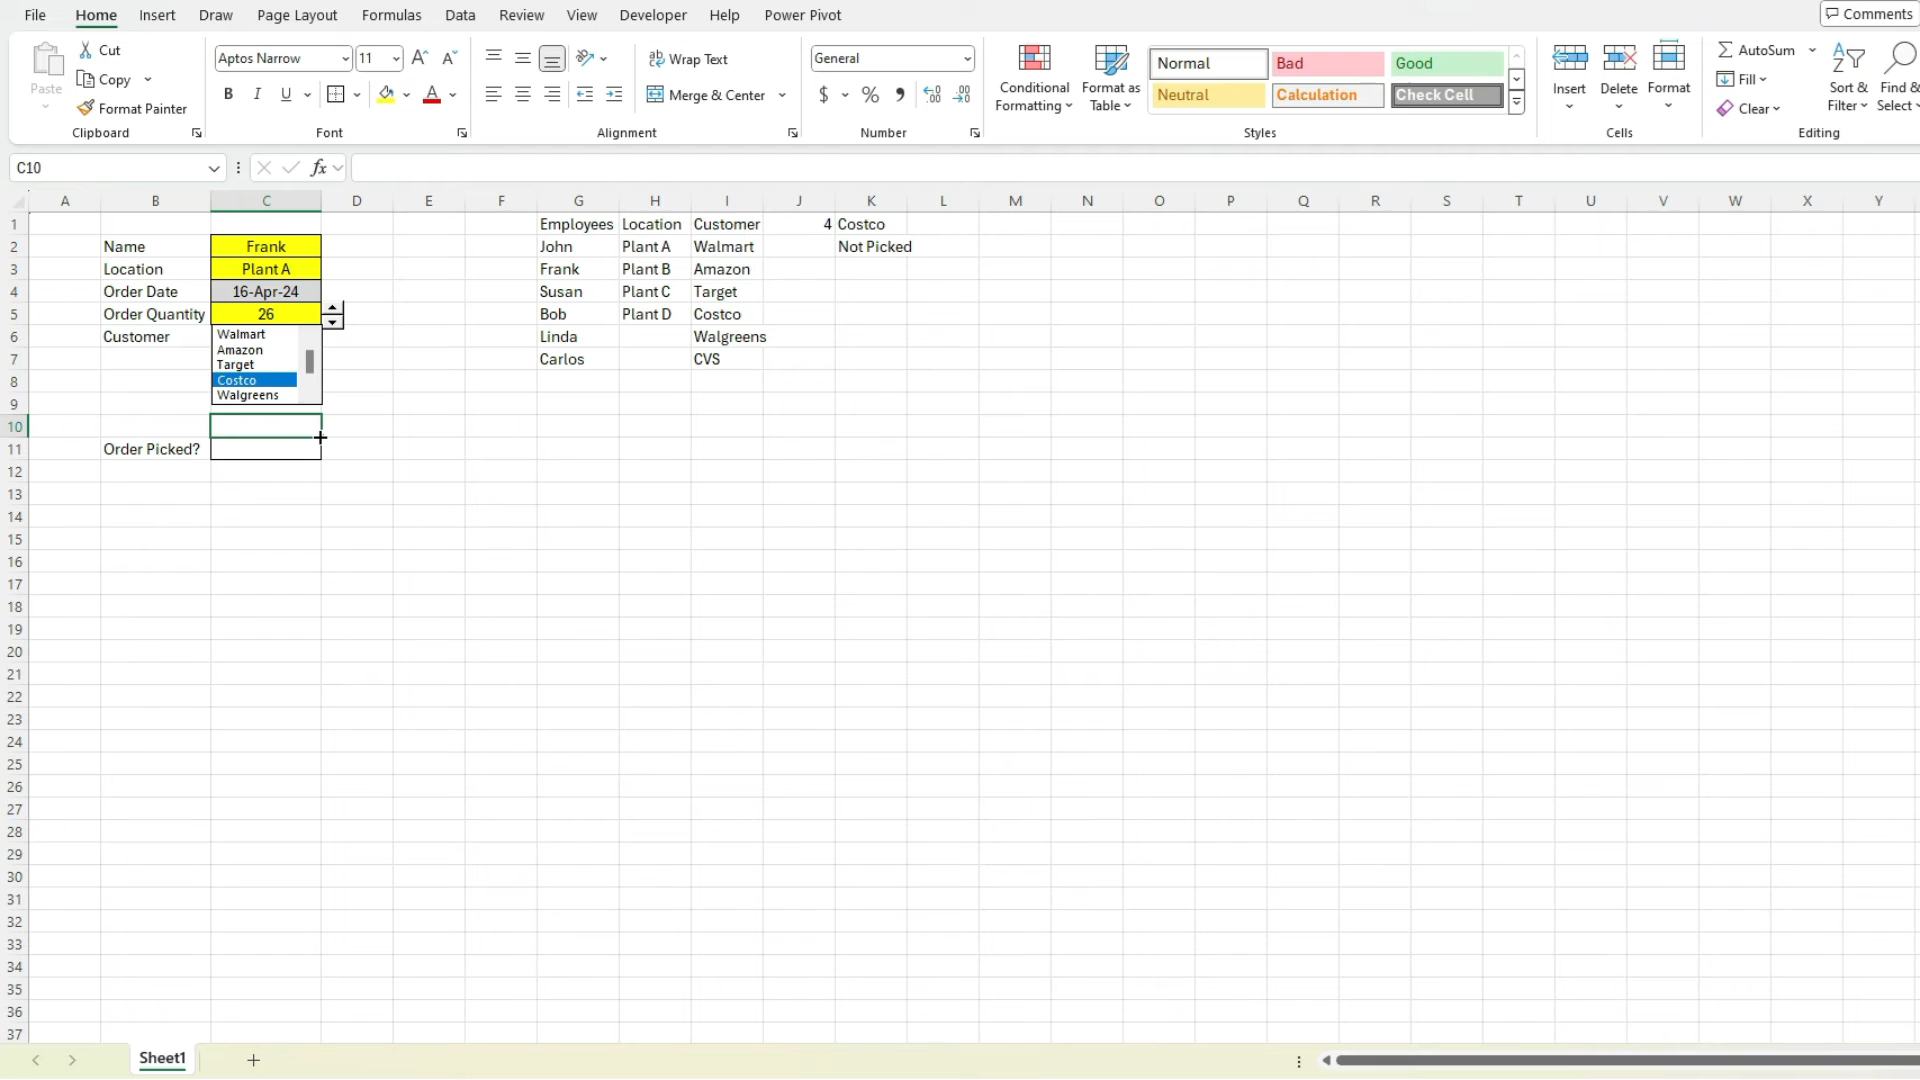 File Home Insert Draw Page Layout Formulas Data Review View Developer Help Power Pivot Comments
Paste Cut Copy Format Painter Clipboard
Aptos Narrow 11 B I U A Font
Wrap Text Merge & Center Alignment
General $ % 9 Number
Conditional Formatting Format as Table
Normal Bad Good
Neutral Calculation Check Cell
Styles
Insert Delete Format Cells
AutoSum Fill Clear Sort & Filter Find & Select Editing
C10 fx
A B C D E F G H I J K L M N O P Q R S T U V W X Y
1 Employees Location Customer 4 Costco
2 Name Frank John Plant A Walmart Not Picked
3 Location Plant A Frank Plant B Amazon
4 Order Date 16-Apr-24 Susan Plant C Target
5 Order Quantity 26 Bob Plant D Costco
6 Customer Walmart Linda Walgreens
Amazon
7 Target Carlos CVS
8 Costco
Walgreens
9
10
11 Order Picked?
12
13
14
15
16
17
18
19
20
21
22
23
24
25
26
27
28
29
30
31
32
33
34
35
36
37
Sheet1